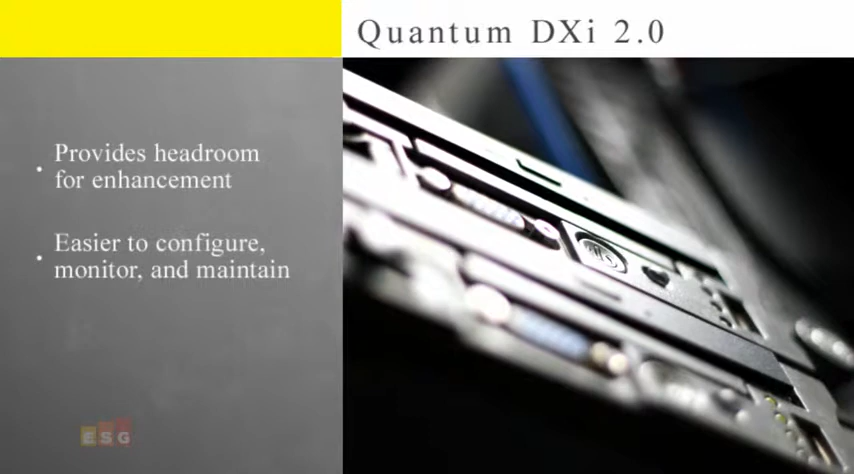 Quantum DXi 2.0
• Provides headroom
for enhancement
• Easier to configure,
monitor, and maintain
ESG